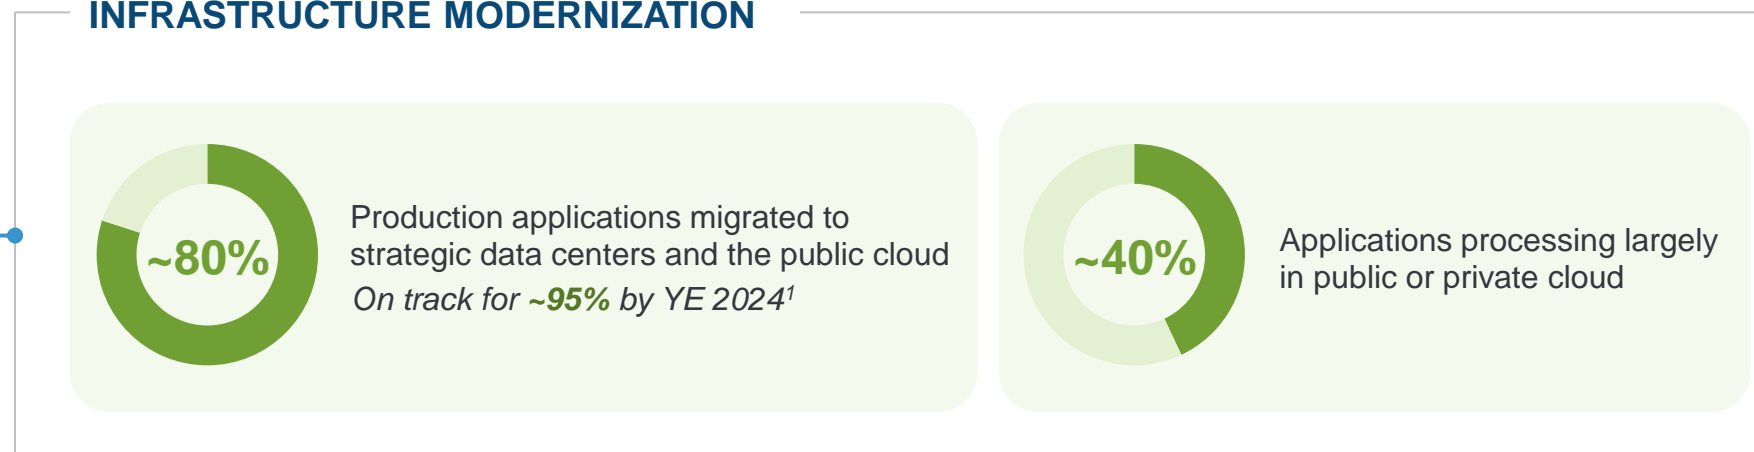 INFRASTRUCTURE MODERNIZATION
~80%
Production applications migrated to
strategic data centers and the public cloud
On track for ~95% by YE 2024¹
~40%
Applications processing largely
in public or private cloud